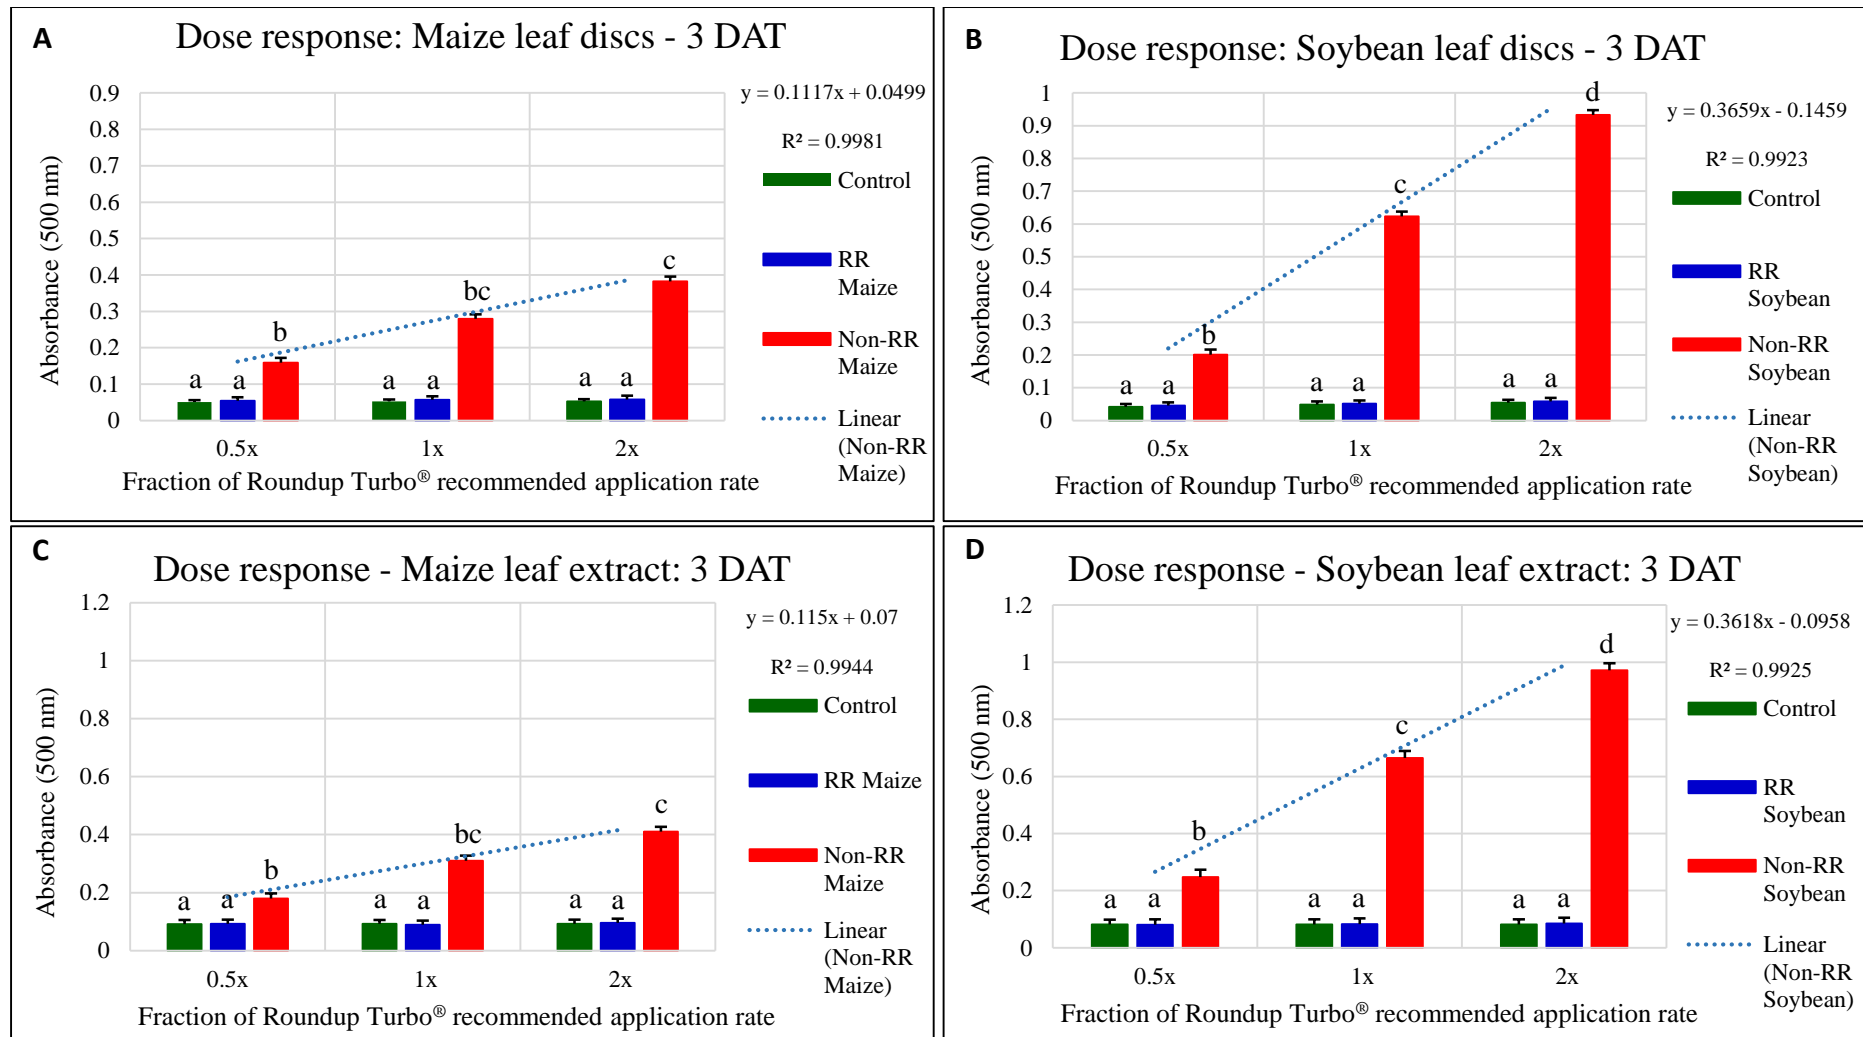 A
Dose response: Maize leaf discs - 3 DAT
y = 0.1117x + 0.0499
R² = 0.9981
0.9
0.8
0.7
0.6
0.5
0.4
0.3
0.2
0.1
0
Absorbance (500 nm)
a a b
a a bc
a a c
0.5x 1x 2x
Fraction of Roundup Turbo® recommended application rate
Control
RR
Maize
Non-RR
Maize
Linear
(Non-RR
Maize)
B
Dose response: Soybean leaf discs - 3 DAT
y = 0.3659x - 0.1459
R² = 0.9923
1
0.9
0.8
0.7
0.6
0.5
0.4
0.3
0.2
0.1
0
Absorbance (500 nm)
a a b
a a c
a a d
0.5x 1x 2x
Fraction of Roundup Turbo® recommended application rate
Control
RR
Soybean
Non-RR
Soybean
Linear
(Non-RR
Soybean)
C
Dose response - Maize leaf extract: 3 DAT
y = 0.115x + 0.07
R² = 0.9944
1.2
1
0.8
0.6
0.4
0.2
0
Absorbance (500 nm)
a a b
a a bc
a a c
0.5x 1x 2x
Fraction of Roundup Turbo® recommended application rate
Control
RR Maize
Non-RR
Maize
Linear
(Non-RR
Maize)
D
Dose response - Soybean leaf extract: 3 DAT
y = 0.3618x - 0.0958
R² = 0.9925
1.2
1
0.8
0.6
0.4
0.2
0
Absorbance (500 nm)
a a b
a a c
a a d
0.5x 1x 2x
Fraction of Roundup Turbo® recommended application rate
Control
RR
Soybean
Non-RR
Soybean
Linear
(Non-RR
Soybean)